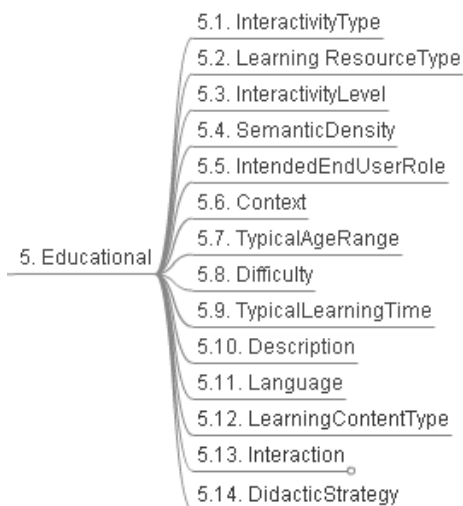 5.1. InteractivityType
5.2. Learning ResourceType
5.3. InteractivityLevel
5.4. SemanticDensity
5.5. IntendedEndUserRole
5.6. Context
5.7. TypicalAgeRange
5. Educational
5.8. Difficulty
5.9. TypicalLearningTime
5.10. Description
5.11. Language
5.12. LearningContentType
5.13. Interaction
5.14. DidacticStrategy